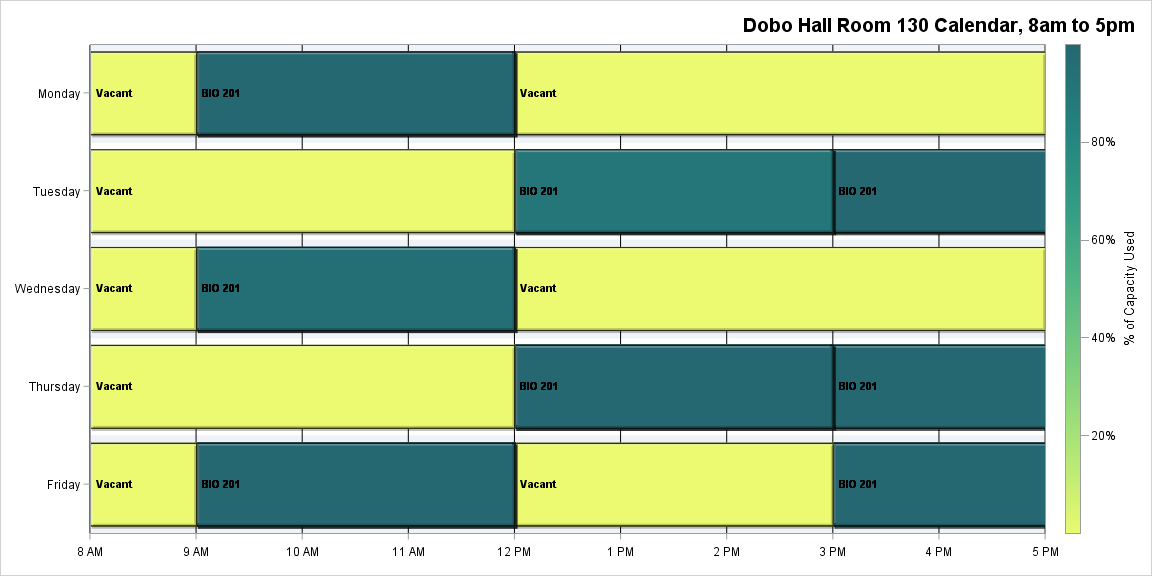 Dobo Hall Room 130 Calendar, 8am to 5pm
Monday Vacant BIO 201 Vacant
80%
Tuesday Vacant BIO 201 BIO 201
60%
Wednesday Vacant BIO 201 Vacant
% of Capacity Used
40%
Thursday Vacant BIO 201 BIO 201
20%
Friday Vacant BIO 201 Vacant BIO 201
8 AM 9 AM 10 AM 11 AM 12 PM 1 PM 2 PM 3 PM 4 PM 5 PM